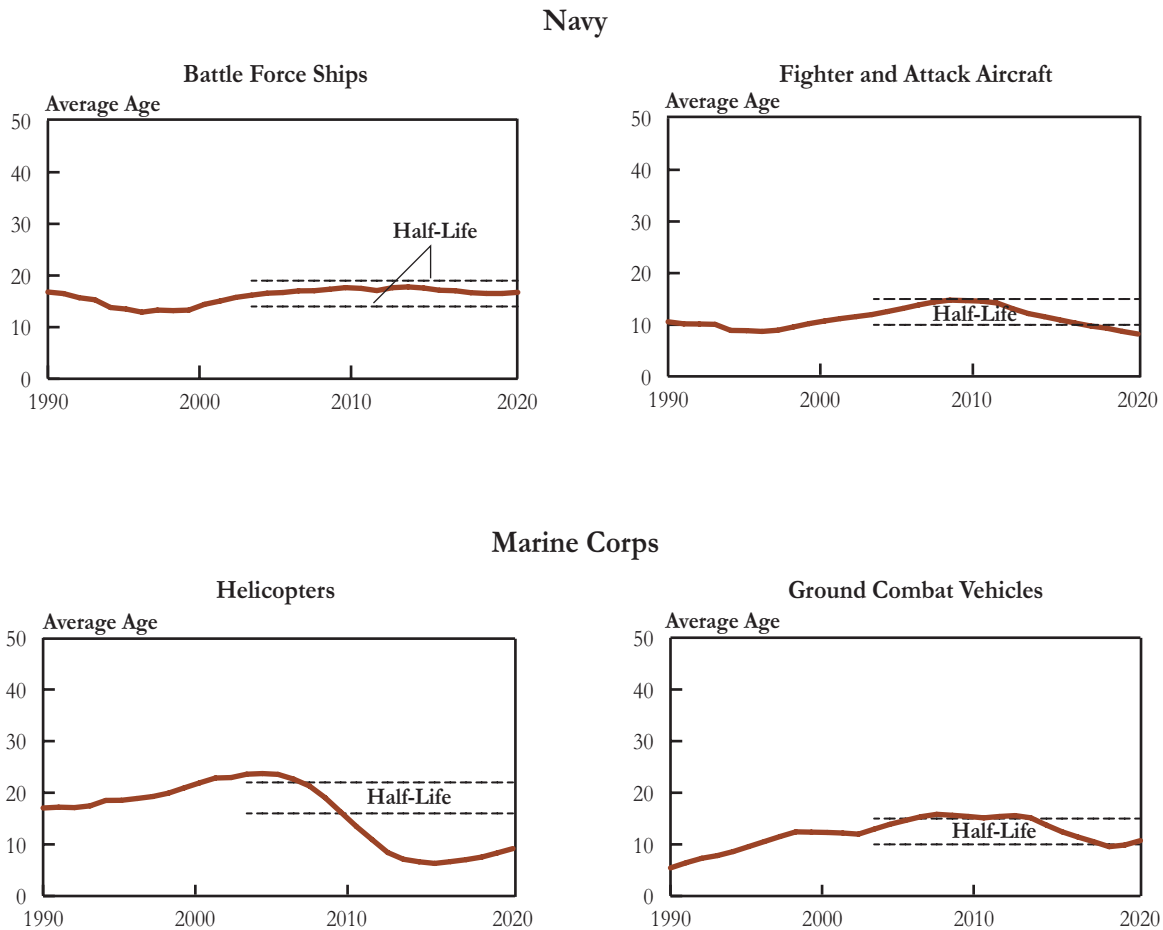 Navy
Battle Force Ships
Average Age
50
40
30
20
10
0
Half-Life
1990 2000 2010 2020
Fighter and Attack Aircraft
Average Age
50
40
30
20
10
0
Half-Life
1990 2000 2010 2020
Marine Corps
Helicopters
Average Age
50
40
30
20
10
0
Half-Life
1990 2000 2010 2020
Ground Combat Vehicles
Average Age
50
40
30
20
10
0
Half-Life
1990 2000 2010 2020